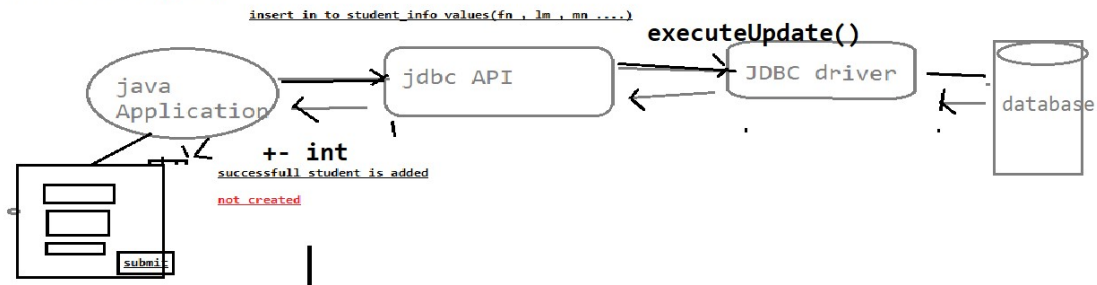 insert in to student_info values(fn , lm , mn ....)
executeUpdate()
java
Application
jdbc API
JDBC driver
database
+- int
successfull student is added
not created
submit